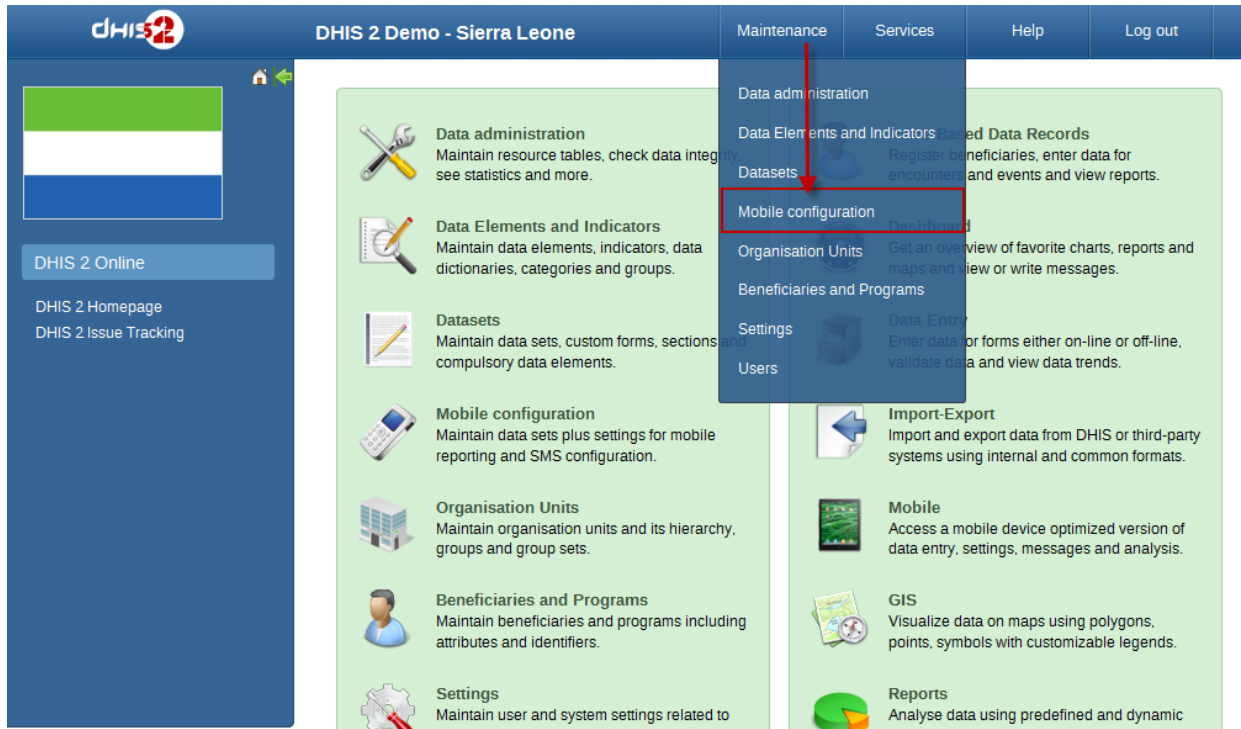 dhis2
DHIS 2 Demo - Sierra Leone
Maintenance
Services
Help
Log out
DHIS 2 Online
DHIS 2 Homepage
DHIS 2 Issue Tracking
Data administration
Data Elements and Indicators
Datasets
Mobile configuration
Organisation Units
Beneficiaries and Programs
Settings
Users
Data administration
Maintain resource tables, check data integrity,
see statistics and more.
Data Elements and Indicators
Maintain data elements, indicators, data
dictionaries, categories and groups.
Datasets
Maintain data sets, custom forms, sections and
compulsory data elements.
Mobile configuration
Maintain data sets plus settings for mobile
reporting and SMS configuration.
Organisation Units
Maintain organisation units and its hierarchy,
groups and group sets.
Beneficiaries and Programs
Maintain beneficiaries and programs including
attributes and identifiers.
Settings
Maintain user and system settings related to
Based Data Records
Register beneficiaries, enter data for
encounters and events and view reports.
Dashboard
Get an overview of favorite charts, reports and
maps and view or write messages.
Data Entry
Enter data for forms either on-line or off-line,
validate data and view data trends.
Import-Export
Import and export data from DHIS or third-party
systems using internal and common formats.
Mobile
Access a mobile device optimized version of
data entry, settings, messages and analysis.
GIS
Visualize data on maps using polygons,
points, symbols with customizable legends.
Reports
Analyse data using predefined and dynamic